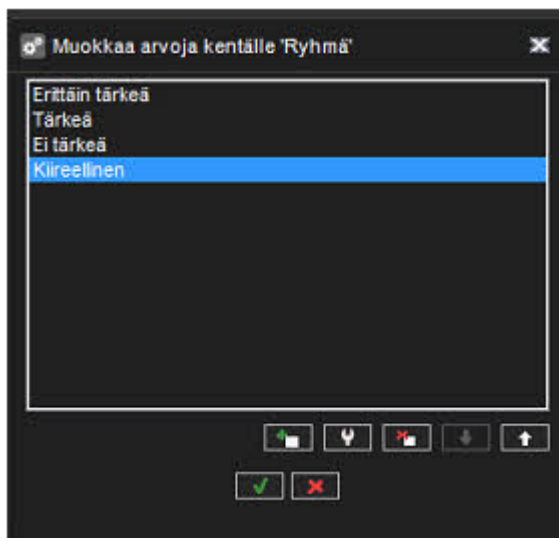 Muokkaa arvoja kentälle 'Ryhmä'
Erittäin tärkeä
Tärkeä
Ei tärkeä
Kiireellinen